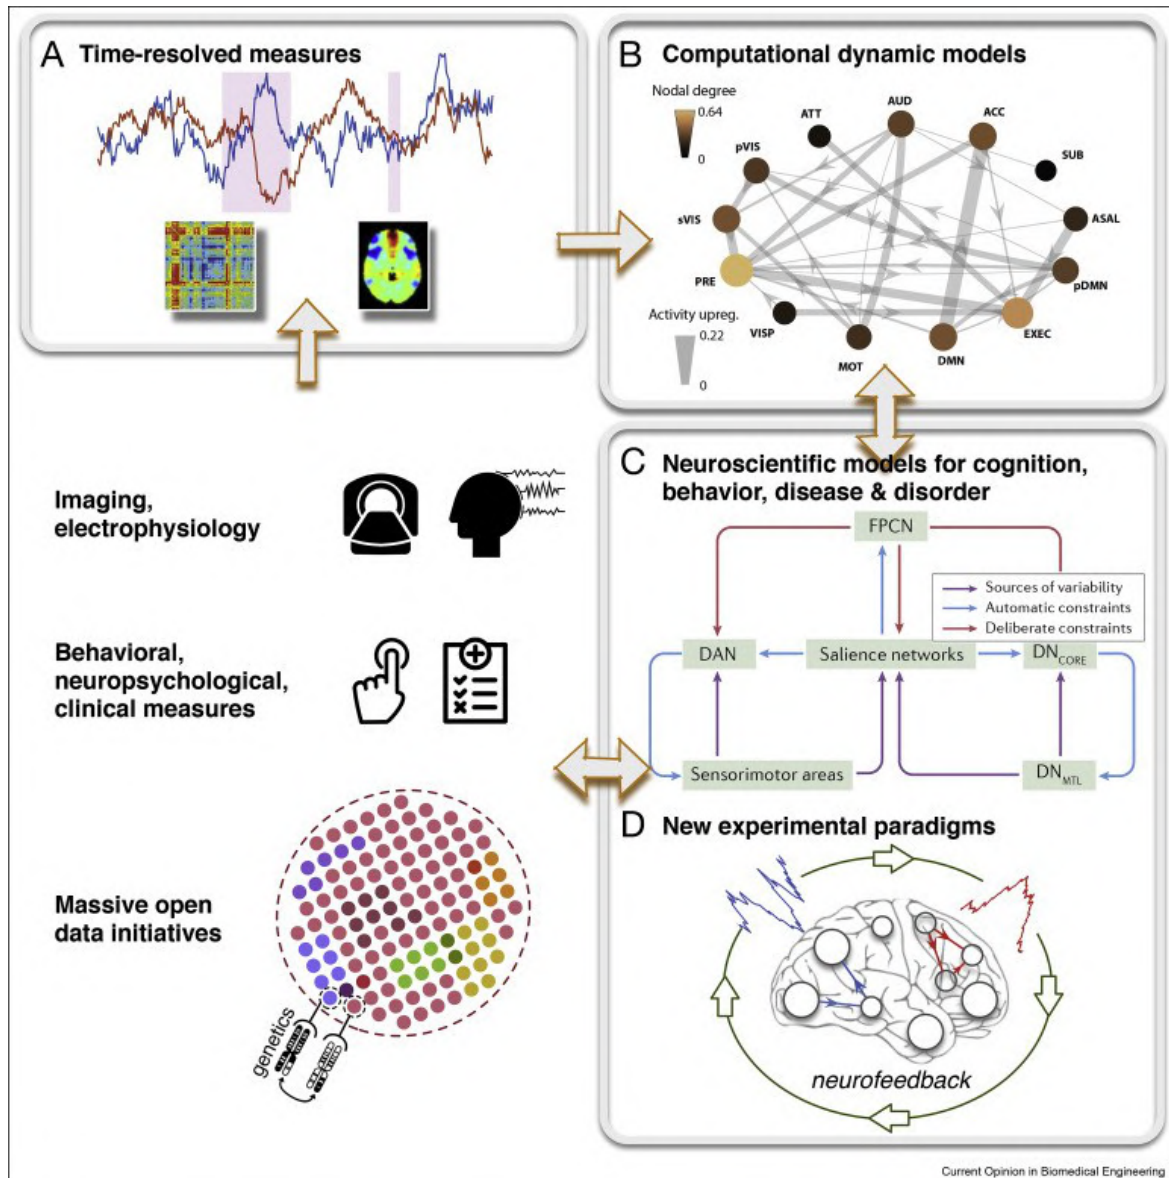 A Time-resolved measures
B Computational dynamic models
Nodal degree
0.64
0
ATT
AUD
ACC
SUB
pVIS
sVIS
ASAL
PRE
pDMN
VISP
EXEC
MOT
DMN
Activity upreg.
0.22
0
Imaging,
electrophysiology
Behavioral,
neuropsychological,
clinical measures
Massive open
data initiatives
genetics
C Neuroscientific models for cognition,
behavior, disease & disorder
FPCN
Sources of variability
Automatic constraints
Deliberate constraints
DAN
Salience networks
DN_CORE
Sensorimotor areas
DN_MTL
D New experimental paradigms
neurofeedback
Current Opinion in Biomedical Engineering